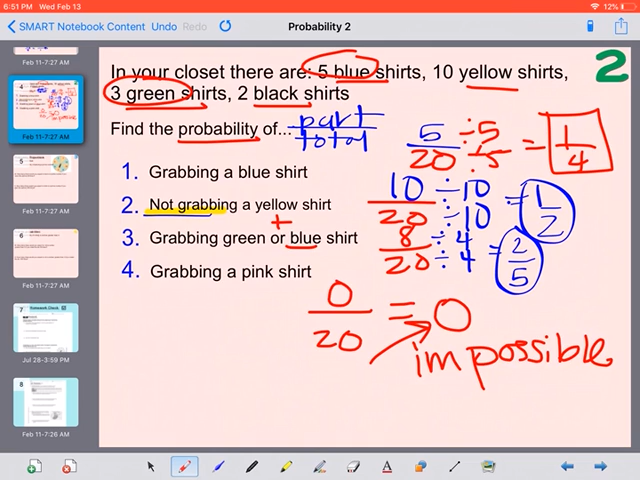 6:51 PM Wed Feb 13
12%
SMART Notebook Content Undo Redo
Probability 2
Feb 11-7:27 AM
4
Feb 11-7:27 AM
5
Feb 11-7:27 AM
6
Feb 11-7:27 AM
7
Notework Check
Jul 28-3:59 PM
8
Feb 11-7:26 AM
In your closet there are: 5 blue shirts, 10 yellow shirts,
3 green shirts, 2 black shirts
2
Find the probability of...
part/total
5/20 ÷5/÷5 = 1/4
1. Grabbing a blue shirt
10/20 ÷10/÷10 = 1/2
2. Not grabbing a yellow shirt
+
3. Grabbing green or blue shirt
8/20 ÷4/÷4 = 2/5
4. Grabbing a pink shirt
0/20 = 0
impossible
A